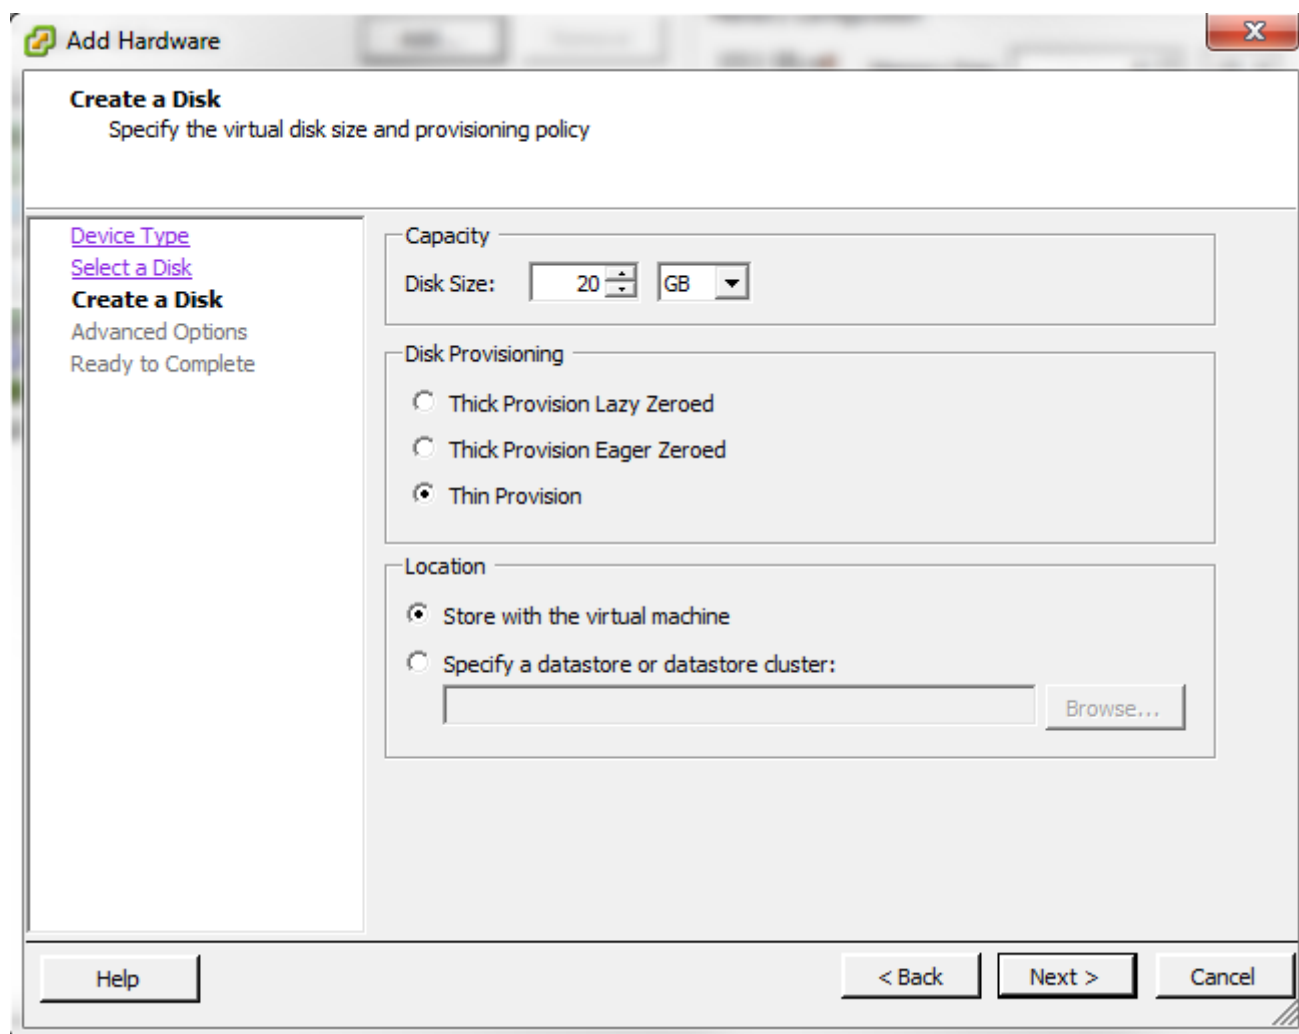 Add Hardware
Create a Disk
Specify the virtual disk size and provisioning policy
Device Type
Select a Disk
Create a Disk
Advanced Options
Ready to Complete
Capacity
Disk Size: 20 GB
Disk Provisioning
Thick Provision Lazy Zeroed
Thick Provision Eager Zeroed
Thin Provision
Location
Store with the virtual machine
Specify a datastore or datastore cluster:
Browse...
Help
< Back
Next >
Cancel